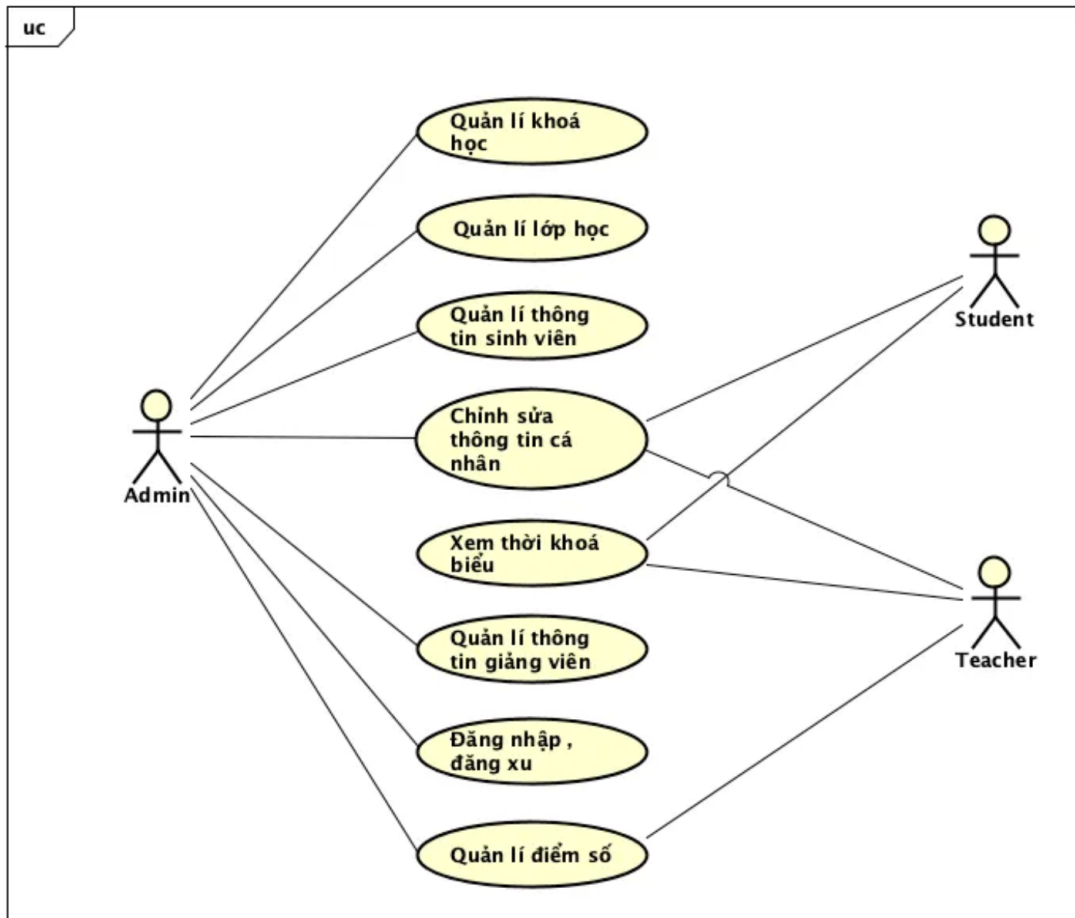 uc
Quản lí khoá
học
Quản lí lớp học
Quản lí thông
tin sinh viên
Student
Chỉnh sửa
thông tin cá
nhân
Admin
Xem thời khoá
biểu
Quản lí thông
tin giảng viên
Teacher
Đăng nhập ,
đăng xu
Quản lí điểm số